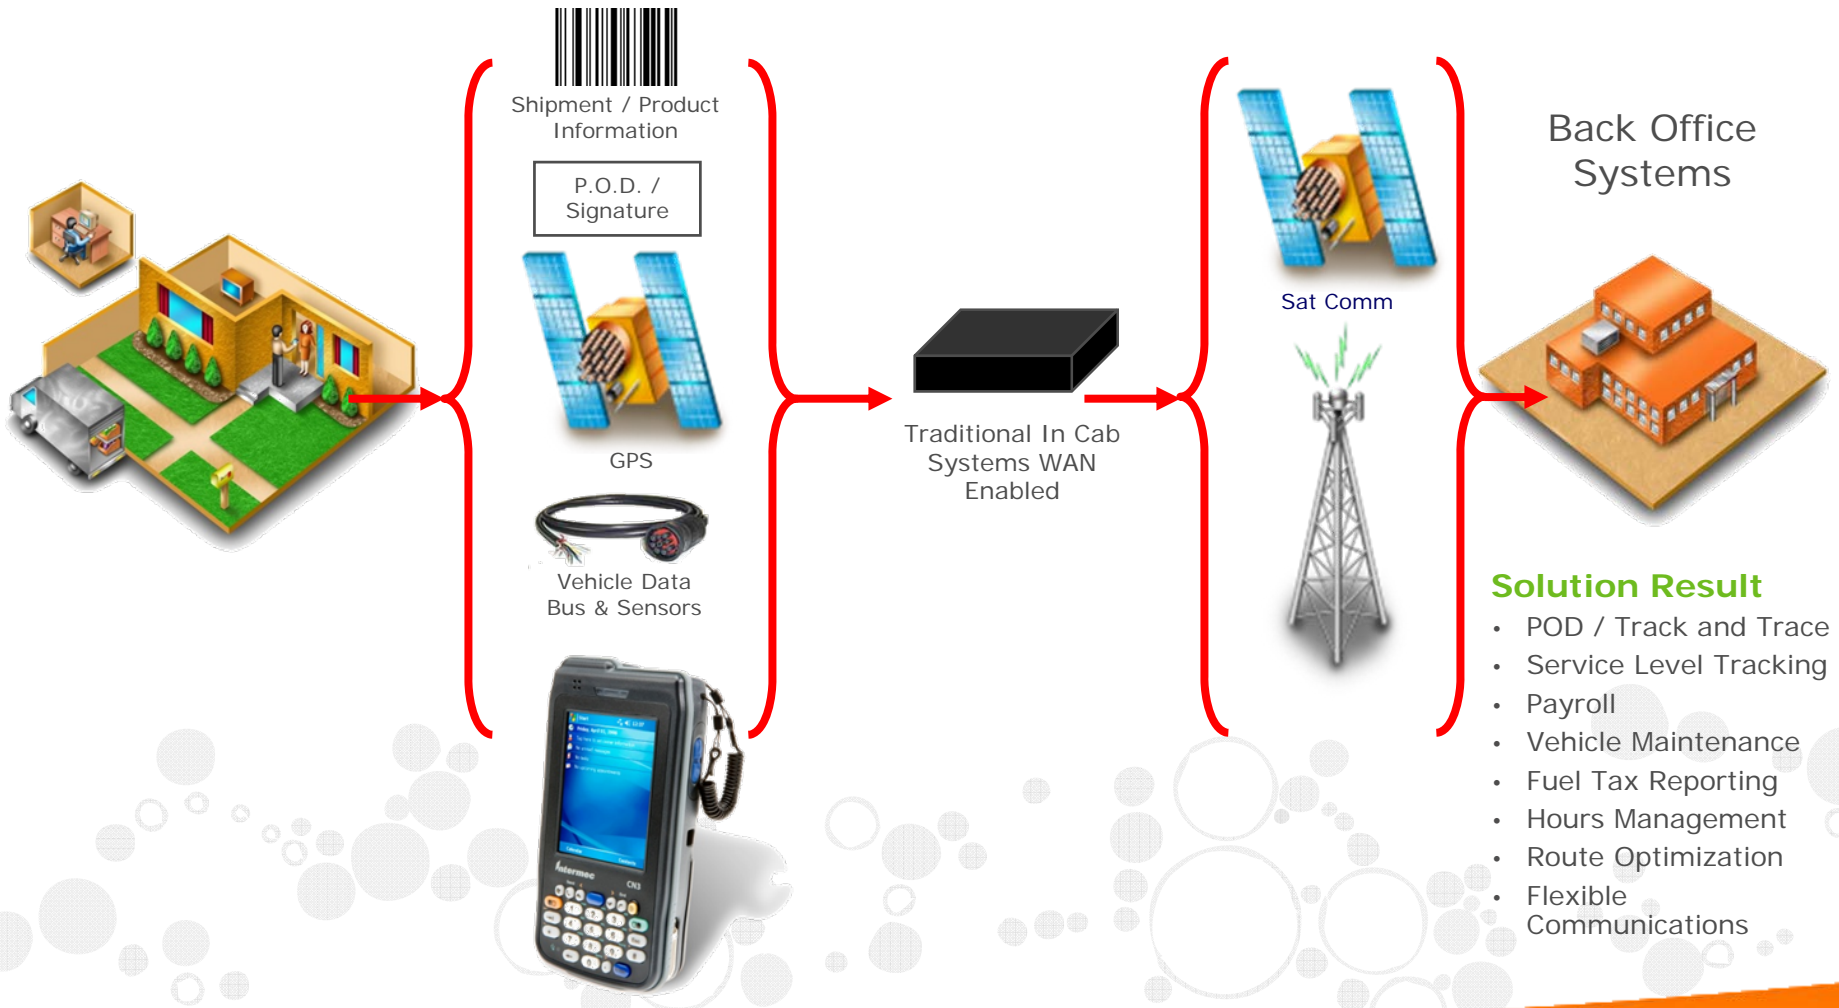 Shipment / Product
Information
P.O.D. /
Signature
GPS
Vehicle Data
Bus & Sensors
Start
Intermec
CN3
Traditional In Cab
Systems WAN
Enabled
Sat Comm
Back Office
Systems
Solution Result
• POD / Track and Trace
• Service Level Tracking
• Payroll
• Vehicle Maintenance
• Fuel Tax Reporting
• Hours Management
• Route Optimization
• Flexible
Communications